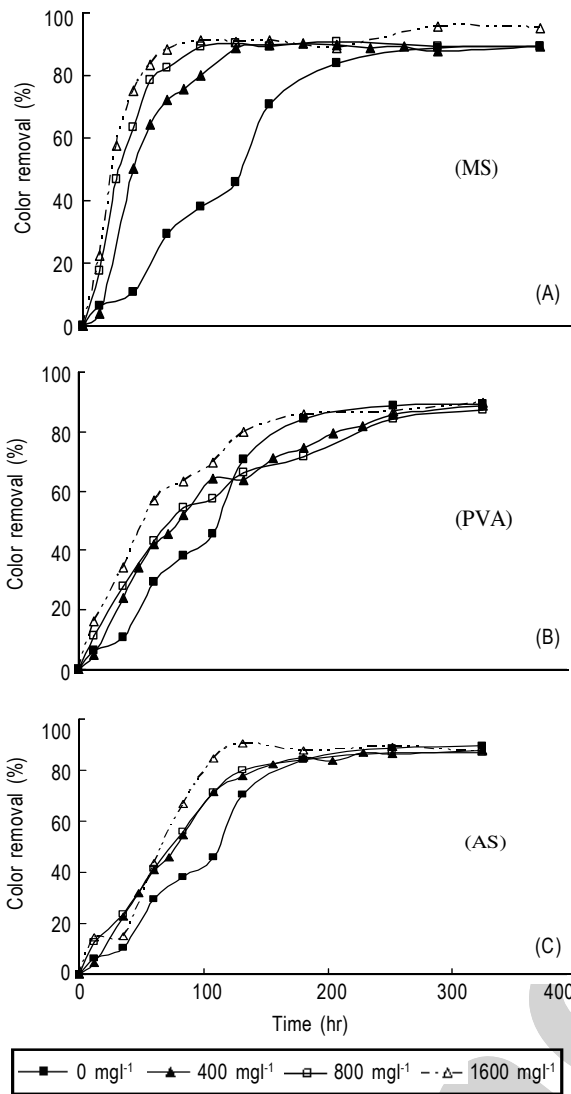 100
80
60
40
20
0
Color removal (%)
(MS)
(A)
100
80
60
40
20
0
Color removal (%)
(PVA)
(B)
100
80
60
40
20
0
Color removal (%)
(AS)
(C)
0 100 200 300 400
Time (hr)
0 mgl-1 400 mgl-1 800 mgl-1 1600 mgl-1